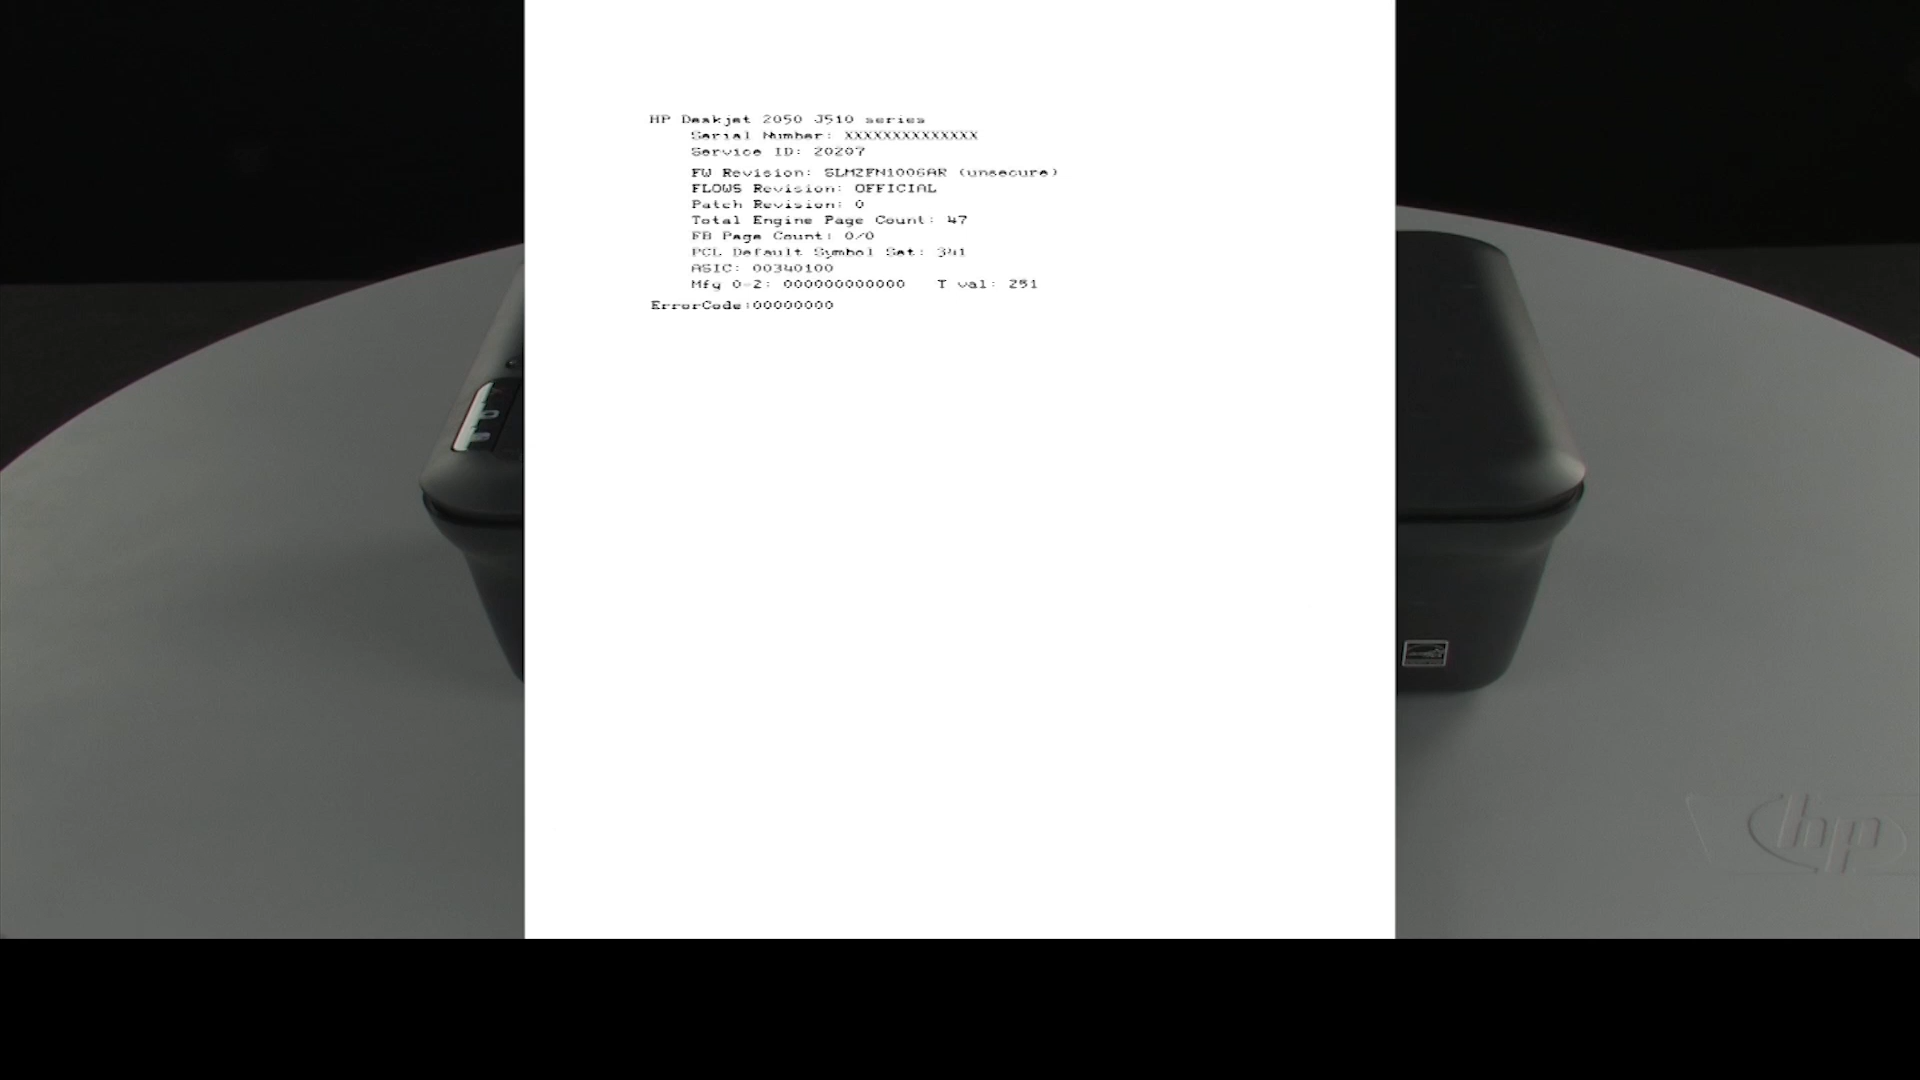 HP Deskjet 2050 J510 series
Serial Number: XXXXXXXXXXXXXX
Service ID: 20207
FW Revision: SLM2FN1006AR (unsecure)
FLOWS Revision: OFFICIAL
Patch Revision: 0
Total Engine Page Count: 47
FB Page Count: 0/0
PCL Default Symbol Set: 341
ASIC: 00340100
Mfg 0-2: 000000000000 T val: 251
ErrorCode:00000000
hp